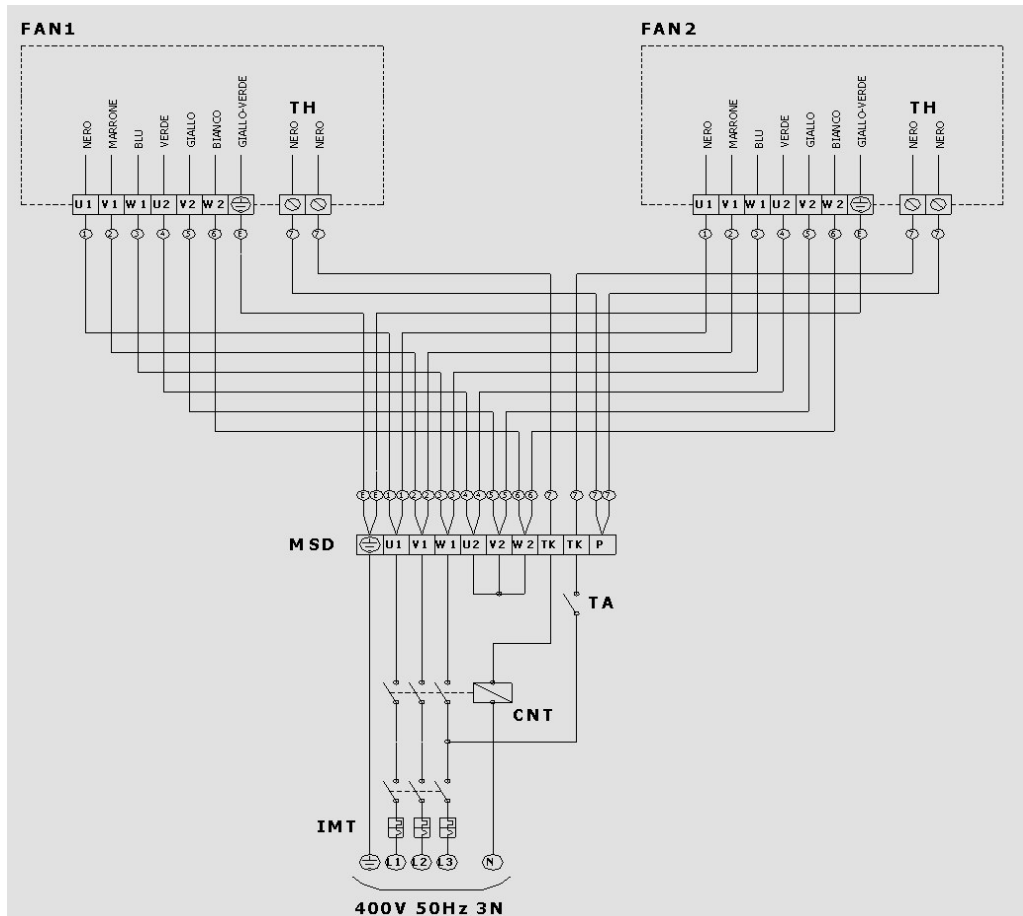 FAN1 FAN2
NERO MARRONE BLU VERDE GIALLO BIANCO GIALLO-VERDE TH NERO NERO
NERO MARRONE BLU VERDE GIALLO BIANCO GIALLO-VERDE TH NERO NERO
U1 V1 W1 U2 V2 W2
U1 V1 W1 U2 V2 W2
1 2 3 4 5 6 E 7 7
1 2 3 4 5 6 E 7 7
E E 1 1 2 2 3 3 4 4 5 5 6 6 7 7 7 7
MSD U1 V1 W1 U2 V2 W2 TK TK P
TA
CNT
IMT
L1 L2 L3 N
400V 50Hz 3N